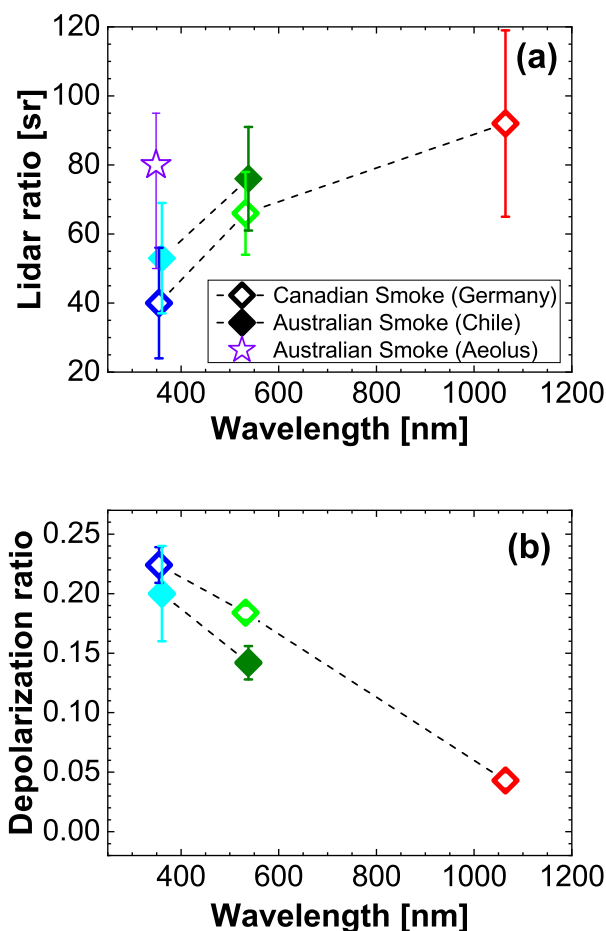 120
(a)
100
80
60
40
20
Lidar ratio [sr]
Canadian Smoke (Germany)
Australian Smoke (Chile)
Australian Smoke (Aeolus)
400 600 800 1000 1200
Wavelength [nm]
0.25
(b)
0.20
0.15
0.10
0.05
0.00
Depolarization ratio
400 600 800 1000 1200
Wavelength [nm]